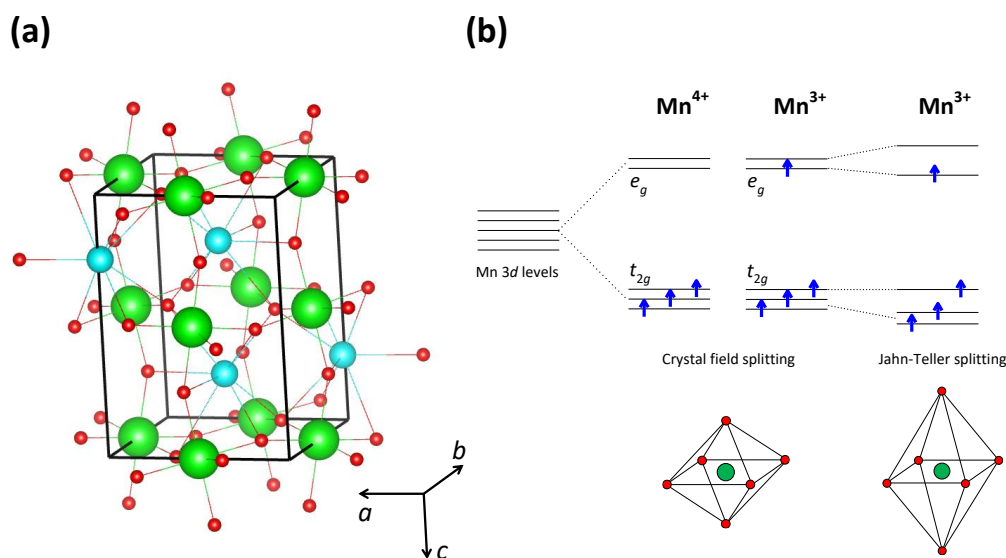 (a)
a
b
c
(b)
Mn4+
Mn3+
Mn3+
eg
eg
Mn 3d levels
t2g
t2g
Crystal field splitting
Jahn-Teller splitting